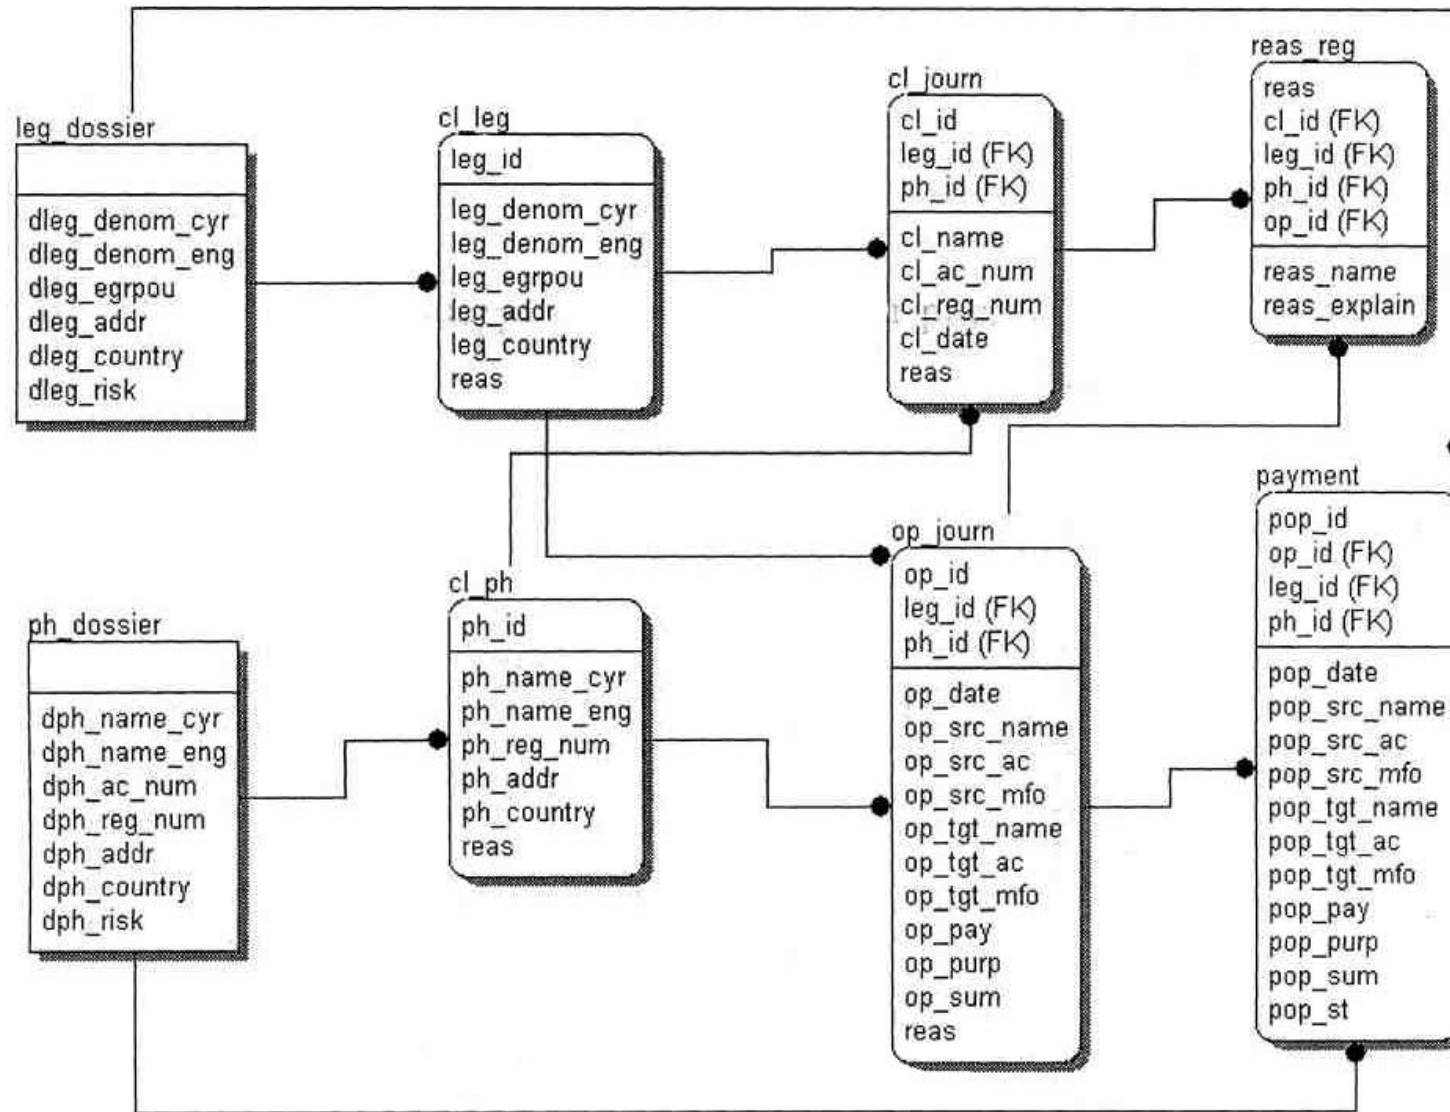 leg_dossier
dleg_denom_cyr
dleg_denom_eng
dleg_egrpou
dleg_addr
dleg_country
dleg_risk
cl_leg
leg_id
leg_denom_cyr
leg_denom_eng
leg_egrpou
leg_addr
leg_country
reas
cl_journ
cl_id
leg_id (FK)
ph_id (FK)
cl_name
cl_ac_num
cl_reg_num
cl_date
reas
reas_reg
reas
cl_id (FK)
leg_id (FK)
ph_id (FK)
op_id (FK)
reas_name
reas_explain
ph_dossier
dph_name_cyr
dph_name_eng
dph_ac_num
dph_reg_num
dph_addr
dph_country
dph_risk
cl_ph
ph_id
ph_name_cyr
ph_name_eng
ph_reg_num
ph_addr
ph_country
reas
op_journ
op_id
leg_id (FK)
ph_id (FK)
op_date
op_src_name
op_src_ac
op_src_mfo
op_tgt_name
op_tgt_ac
op_tgt_mfo
op_pay
op_purp
op_sum
reas
payment
pop_id
op_id (FK)
leg_id (FK)
ph_id (FK)
pop_date
pop_src_name
pop_src_ac
pop_src_mfo
pop_tgt_name
pop_tgt_ac
pop_tgt_mfo
pop_pay
pop_purp
pop_sum
pop_st